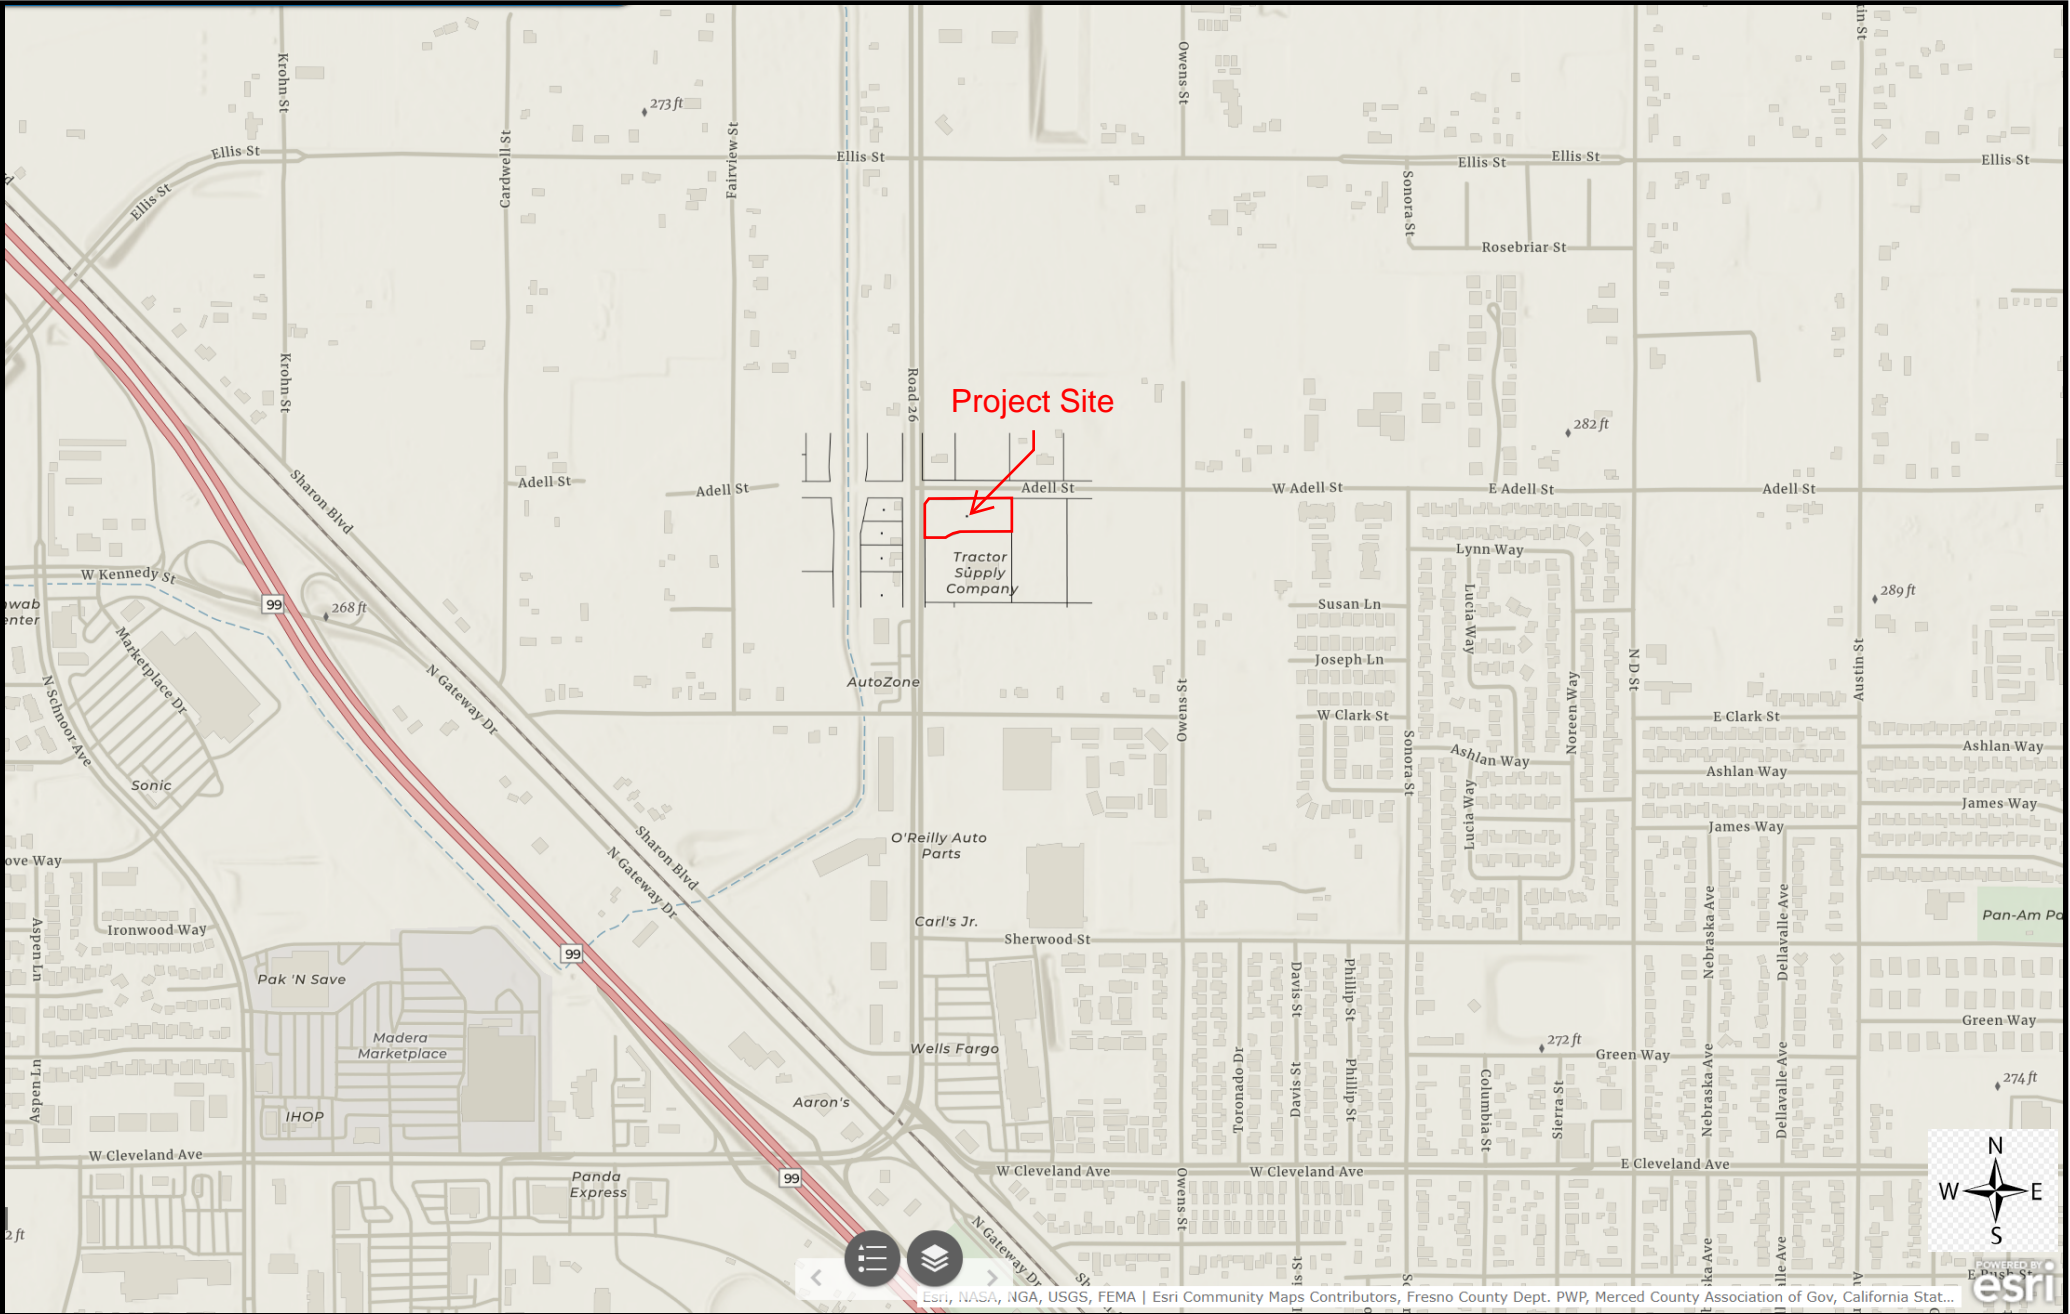 Krohn St
Owens St
273 ft
Cardwell St
Fairview St
Ellis St
Ellis St
Ellis St
Ellis St
Ellis St
Ellis St
Sonora St
Rosebriar St
Krohn St
Road 26
Project Site
282 ft
Sharon Blvd
Adell St
Adell St
Adell St
W Adell St
E Adell St
Adell St
Lynn Way
Tractor
Supply
Company
W Kennedy St
99
268 ft
289 ft
Susan Ln
Lucia Way
Marketplace Dr
N Gateway Dr
Joseph Ln
N D St
Austin St
N Schnoor Ave
AutoZone
Owens St
W Clark St
Noreen Way
E Clark St
Sonora St
Ashlan Way
Ashlan Way
Ashlan Way
Sonic
Lucia Way
James Way
James Way
Sharon Blvd
N Gateway Dr
O'Reilly Auto
Parts
Carl's Jr.
Sherwood St
Nebraska Ave
Dellavalle Ave
Aspen Ln
Ironwood Way
99
Pak 'N Save
Davis St
Phillip St
Green Way
Madera
Marketplace
Wells Fargo
272 ft
Green Way
274 ft
Aspen Ln
IHOP
Aaron's
Toronado Dr
Davis St
Phillip St
Columbia St
Sierra St
Nebraska Ave
Dellavalle Ave
W Cleveland Ave
W Cleveland Ave
W Cleveland Ave
E Cleveland Ave
Panda
Express
99
Owens St
N Gateway Dr
N
W E
S
POWERED BY
esri
Esri, NASA, NGA, USGS, FEMA | Esri Community Maps Contributors, Fresno County Dept. PWP, Merced County Association of Gov, California Stat...